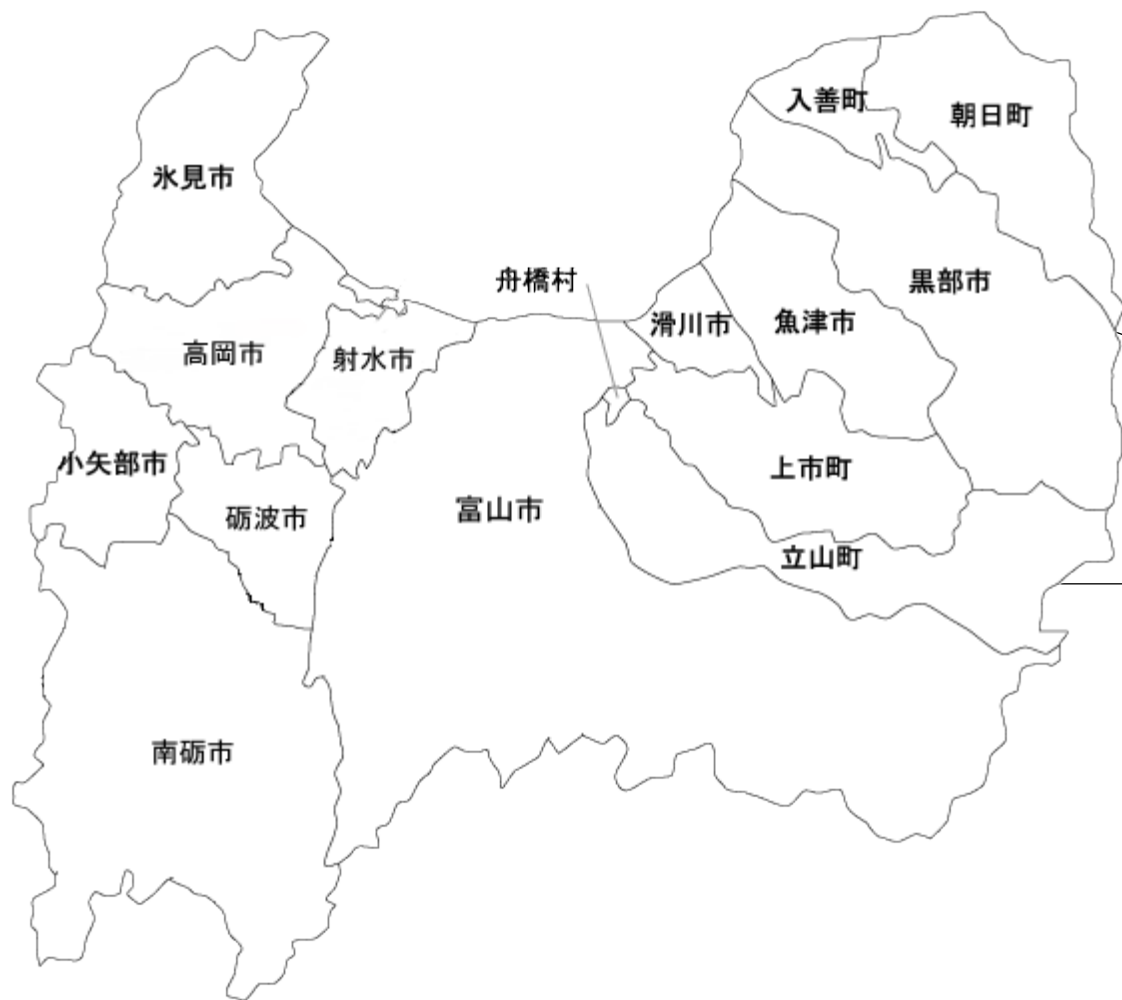 入善町
朝日町
氷見市
舟橋村
黒部市
滑川市
魚津市
高岡市
射水市
小矢部市
上市町
砺波市
富山市
立山町
南砺市